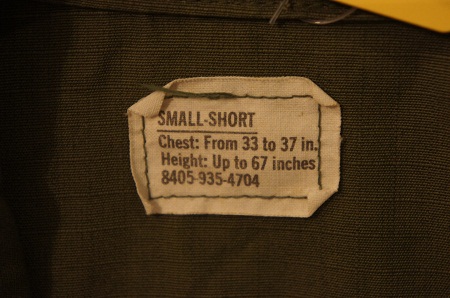 SMALL-SHORT
Chest: From 33 to 37 in.
Height: Up to 67 inches
8405-935-4704